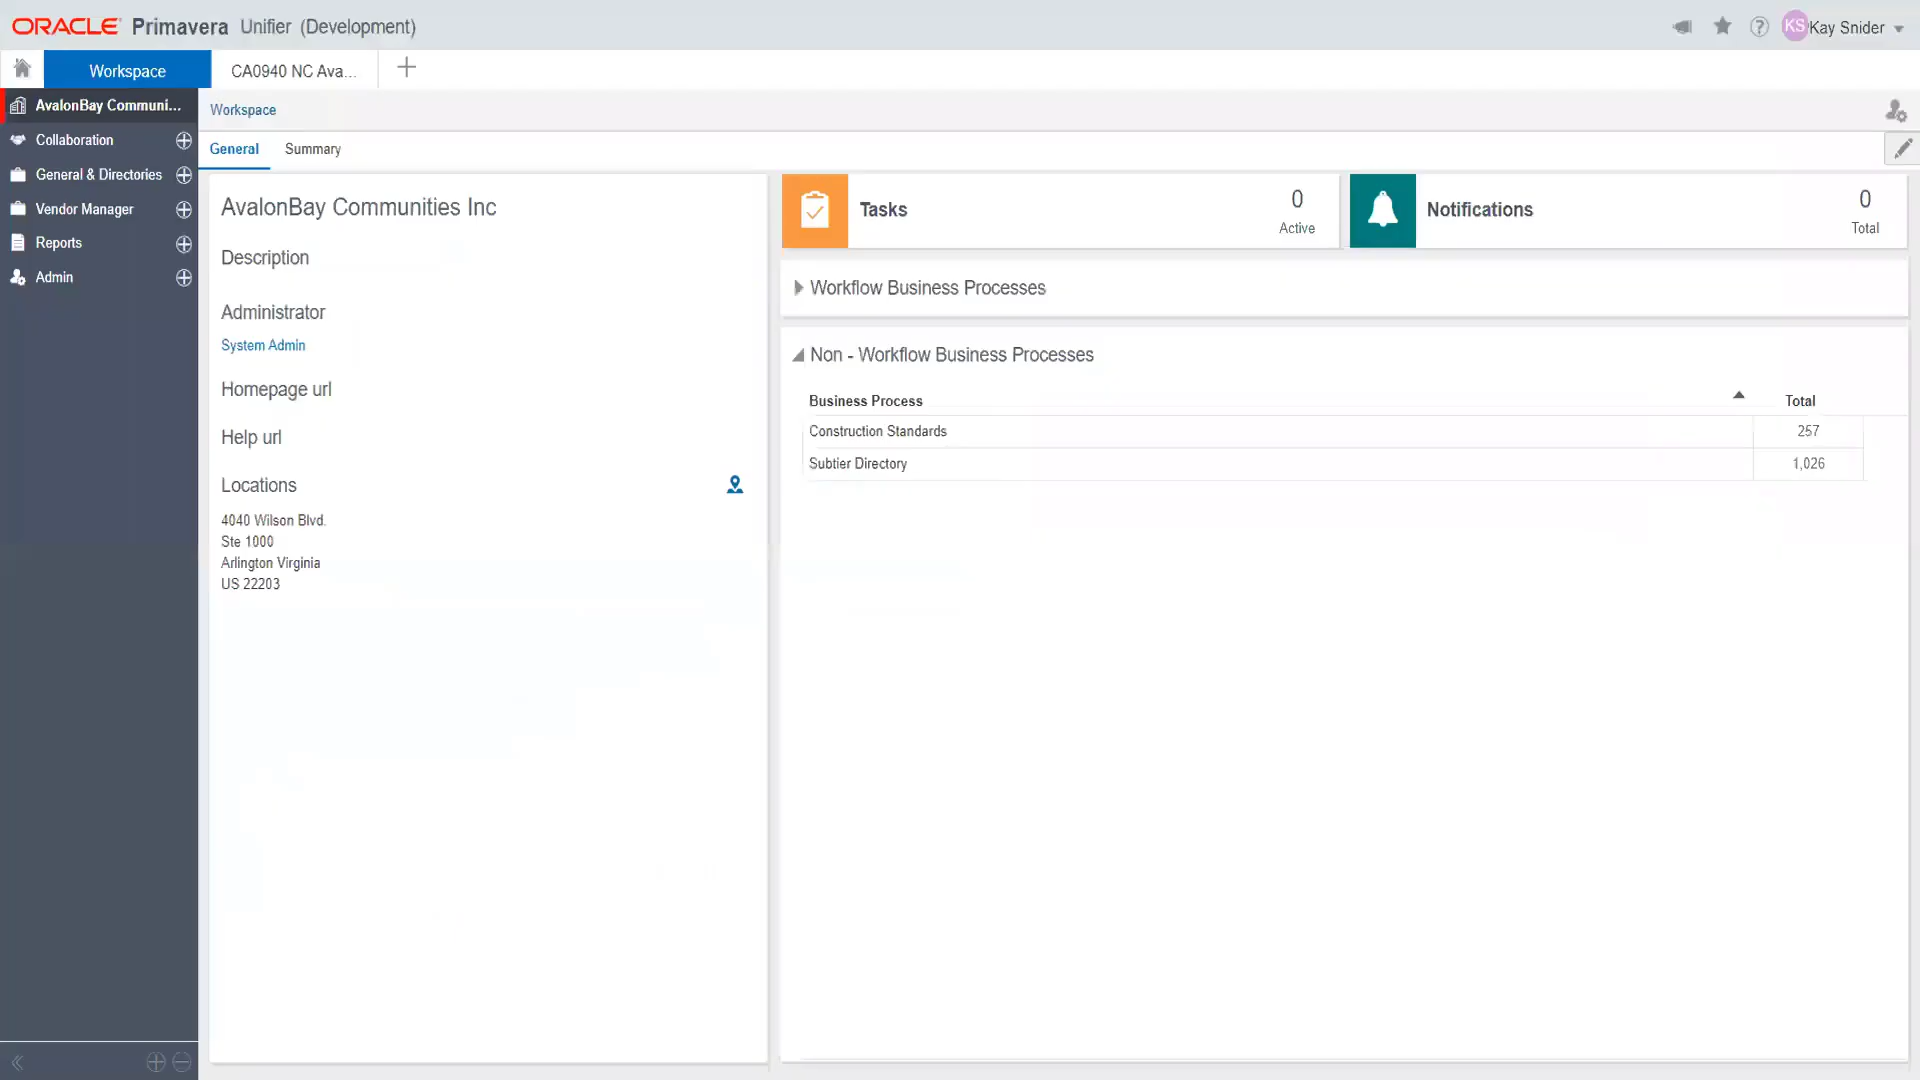 ORACLE Primavera Unifier (Development)
KS Kay Snider
Workspace
CA0940 NC Ava...
AvalonBay Communi...
Collaboration
General & Directories
Vendor Manager
Reports
Admin
Workspace
General Summary
AvalonBay Communities Inc
Description
Administrator
System Admin
Homepage url
Help url
Locations
4040 Wilson Blvd.
Ste 1000
Arlington Virginia
US 22203
Tasks
0
Active
Notifications
0
Total
Workflow Business Processes
Non - Workflow Business Processes
Business Process Total
Construction Standards 257
Subtier Directory 1,026